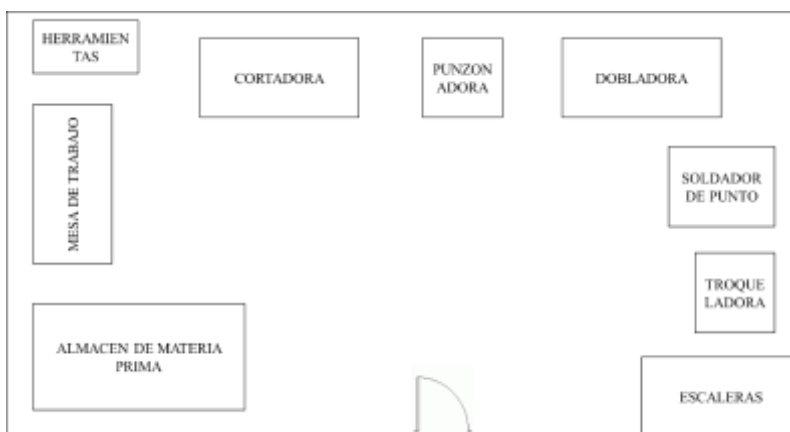 HERRAMIEN
TAS
CORTADORA
PUNZON
ADORA
DOBLADORA
MESA DE TRABAJO
SOLDADOR
DE PUNTO
TROQUE
LADORA
ALMACEN DE MATERIA
PRIMA
ESCALERAS